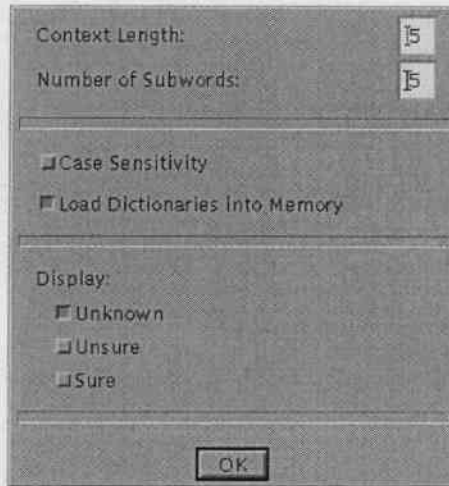 Context Length: 5
Number of Subwords: 5
Case Sensitivity
Load Dictionaries into Memory
Display:
Unknown
Unsure
Sure
OK